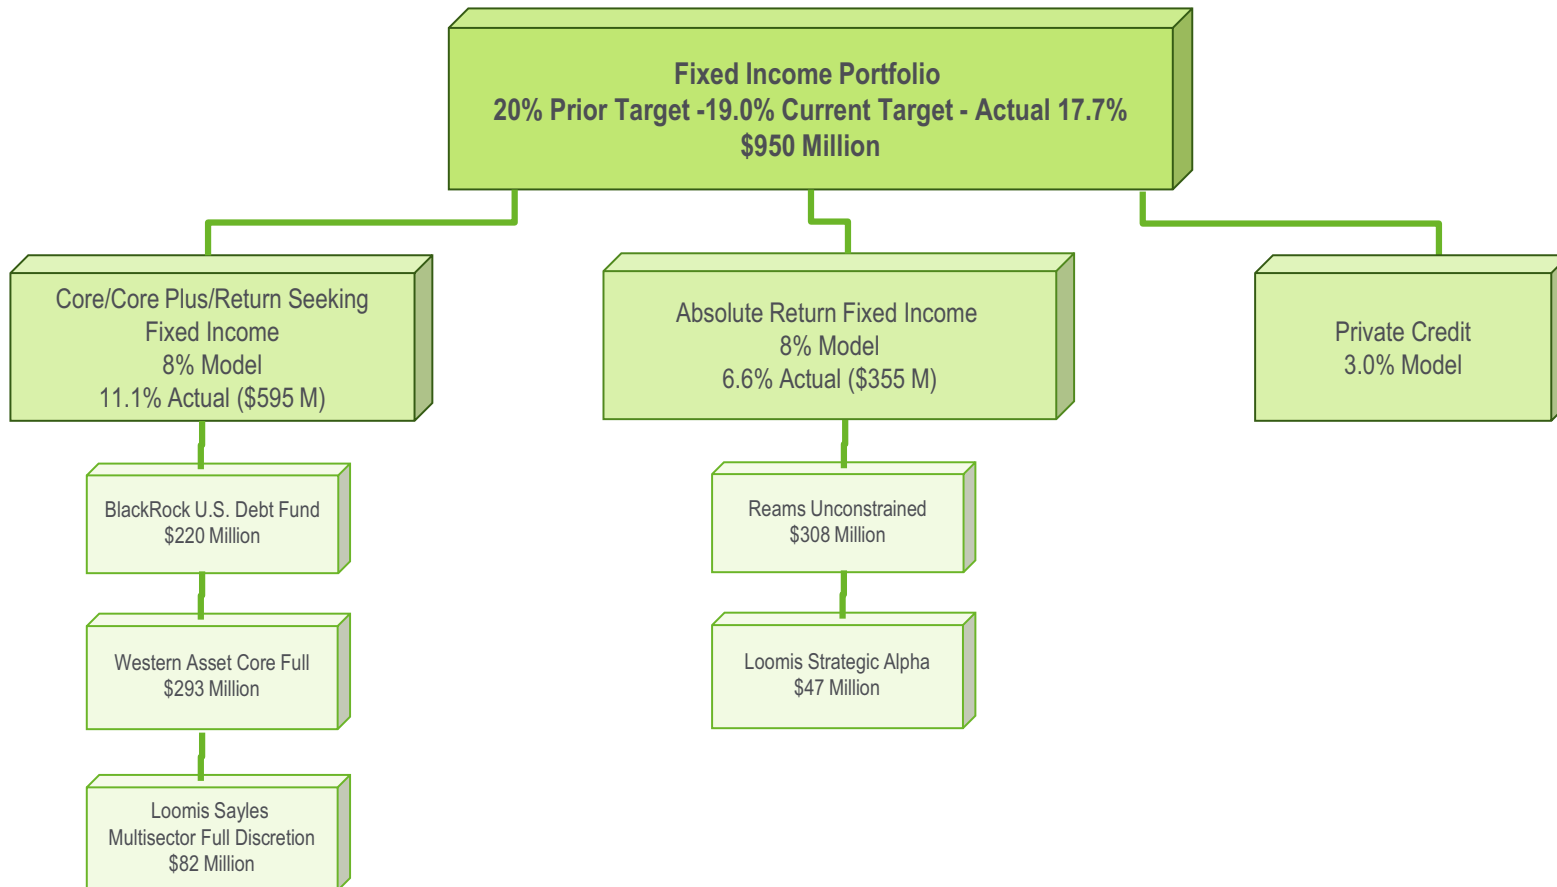 Fixed Income Portfolio
20% Prior Target -19.0% Current Target - Actual 17.7%
$950 Million
Core/Core Plus/Return Seeking
Fixed Income
8% Model
11.1% Actual ($595 M)
Absolute Return Fixed Income
8% Model
6.6% Actual ($355 M)
Private Credit
3.0% Model
BlackRock U.S. Debt Fund
$220 Million
Reams Unconstrained
$308 Million
Western Asset Core Full
$293 Million
Loomis Strategic Alpha
$47 Million
Loomis Sayles
Multisector Full Discretion
$82 Million